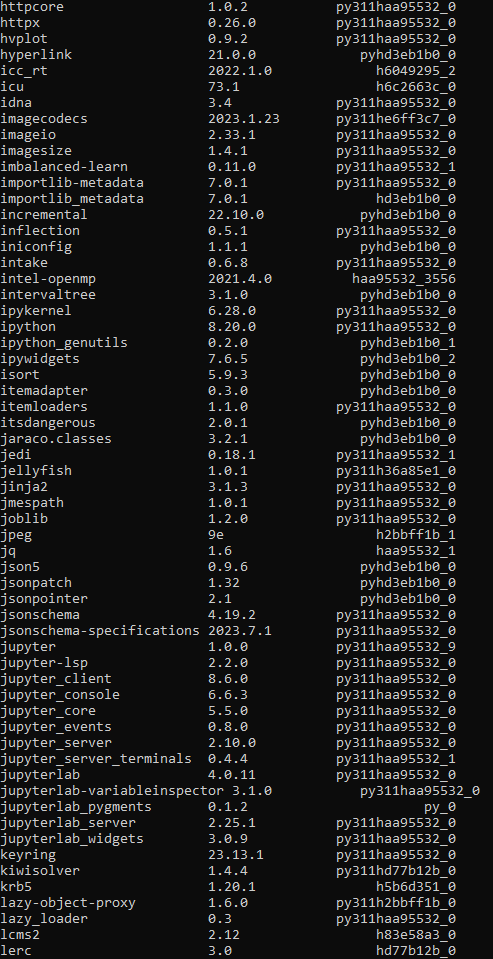 httpcore 1.0.2 py311haa95532_0
httpx 0.26.0 py311haa95532_0
hvplot 0.9.2 py311haa95532_0
hyperlink 21.0.0 pyhd3eb1b0_0
icc_rt 2022.1.0 h6049295_2
icu 73.1 h6c2663c_0
idna 3.4 py311haa95532_0
imagecodecs 2023.1.23 py311he6ff3c7_0
imageio 2.33.1 py311haa95532_0
imagesize 1.4.1 py311haa95532_0
imbalanced-learn 0.11.0 py311haa95532_1
importlib-metadata 7.0.1 py311haa95532_0
importlib_metadata 7.0.1 hd3eb1b0_0
incremental 22.10.0 pyhd3eb1b0_0
inflection 0.5.1 py311haa95532_0
iniconfig 1.1.1 pyhd3eb1b0_0
intake 0.6.8 py311haa95532_0
intel-openmp 2021.4.0 haa95532_3556
intervaltree 3.1.0 pyhd3eb1b0_0
ipykernel 6.28.0 py311haa95532_0
ipython 8.20.0 py311haa95532_0
ipython_genutils 0.2.0 pyhd3eb1b0_1
ipywidgets 7.6.5 pyhd3eb1b0_2
isort 5.9.3 pyhd3eb1b0_0
itemadapter 0.3.0 pyhd3eb1b0_0
itemloaders 1.1.0 py311haa95532_0
itsdangerous 2.0.1 pyhd3eb1b0_0
jaraco.classes 3.2.1 pyhd3eb1b0_0
jedi 0.18.1 py311haa95532_1
jellyfish 1.0.1 py311h36a85e1_0
jinja2 3.1.3 py311haa95532_0
jmespath 1.0.1 py311haa95532_0
joblib 1.2.0 py311haa95532_0
jpeg 9e h2bbff1b_1
jq 1.6 haa95532_1
json5 0.9.6 pyhd3eb1b0_0
jsonpatch 1.32 pyhd3eb1b0_0
jsonpointer 2.1 pyhd3eb1b0_0
jsonschema 4.19.2 py311haa95532_0
jsonschema-specifications 2023.7.1 py311haa95532_0
jupyter 1.0.0 py311haa95532_9
jupyter-lsp 2.2.0 py311haa95532_0
jupyter_client 8.6.0 py311haa95532_0
jupyter_console 6.6.3 py311haa95532_0
jupyter_core 5.5.0 py311haa95532_0
jupyter_events 0.8.0 py311haa95532_0
jupyter_server 2.10.0 py311haa95532_0
jupyter_server_terminals 0.4.4 py311haa95532_1
jupyterlab 4.0.11 py311haa95532_0
jupyterlab-variableinspector 3.1.0 py311haa95532_0
jupyterlab_pygments 0.1.2 py_0
jupyterlab_server 2.25.1 py311haa95532_0
jupyterlab_widgets 3.0.9 py311haa95532_0
keyring 23.13.1 py311haa95532_0
kiwisolver 1.4.4 py311hd77b12b_0
krb5 1.20.1 h5b6d351_0
lazy-object-proxy 1.6.0 py311h2bbff1b_0
lazy_loader 0.3 py311haa95532_0
lcms2 2.12 h83e58a3_0
lerc 3.0 hd77b12b_0